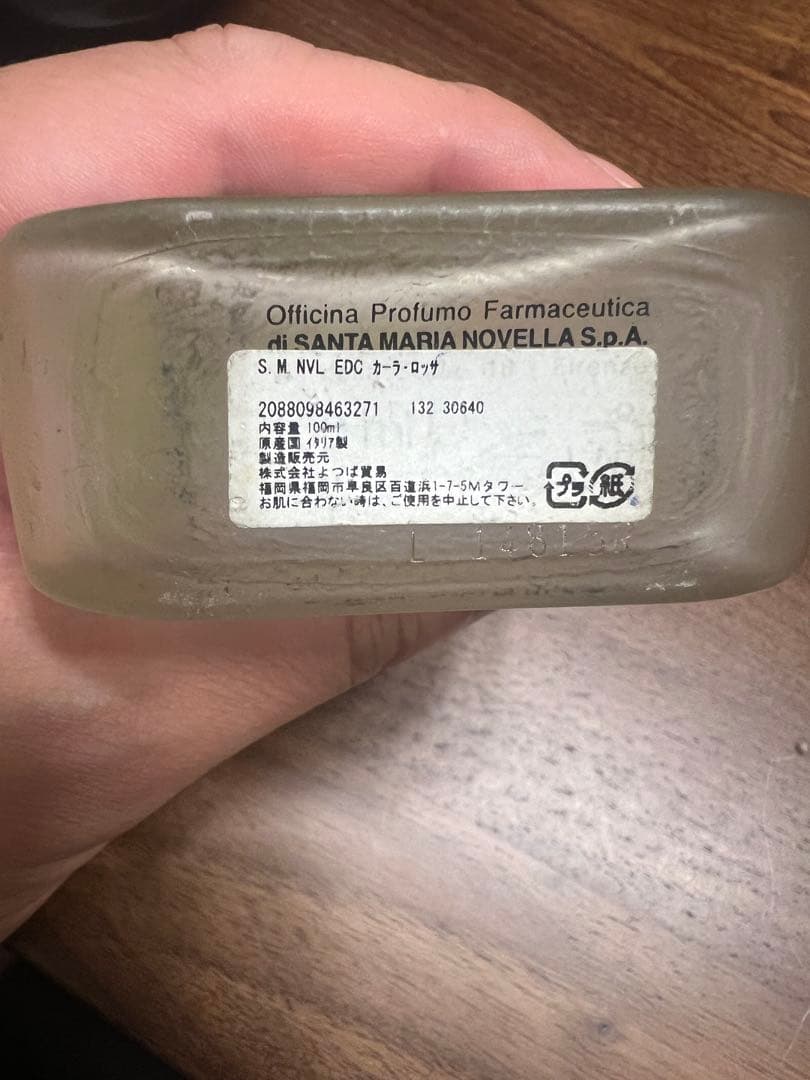 Officina Profumo Farmaceutica
di SANTA MARIA NOVELLA S.p.A.
S.M.NVL EDC カーラ・ロッサ
2088098463271 132 30640
内容量 100ml
原産国 イタリア製
製造販売元
株式会社よつば貿易
福岡県福岡市早良区百道浜1-7-5Mタワー
お肌に合わない時は、ご使用を中止して下さい。
プラ 紙
L